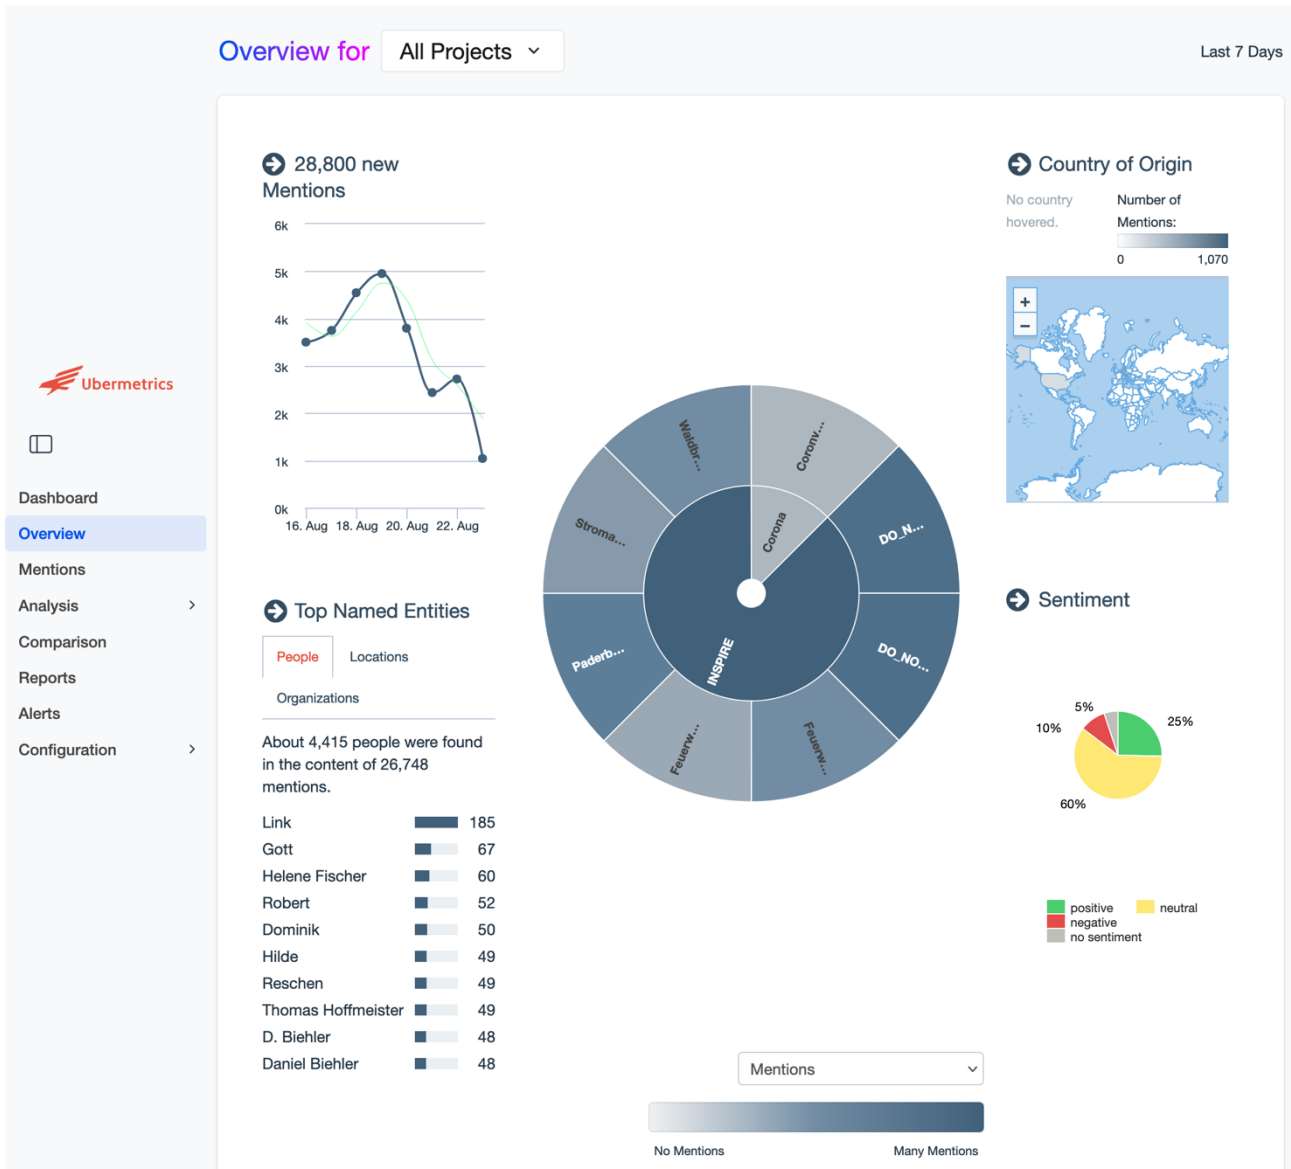 Overview for
All Projects
Last 7 Days
Ubermetrics
Dashboard
Overview
Mentions
Analysis
Comparison
Reports
Alerts
Configuration
28,800 new
Mentions
6k
5k
4k
3k
2k
1k
0k
16. Aug 18. Aug 20. Aug 22. Aug
Top Named Entities
People Locations
Organizations
About 4,415 people were found
in the content of 26,748
mentions.
Link 185
Gott 67
Helene Fischer 60
Robert 52
Dominik 50
Hilde 49
Reschen 49
Thomas Hoffmeister 49
D. Biehler 48
Daniel Biehler 48
Waldbr...
Coronv...
Stroma...
Corona
DO_N...
Paderb...
INSPIRE
DO_NO...
Feuerw...
Feuerw...
Mentions
No Mentions Many Mentions
Country of Origin
No country
hovered.
Number of
Mentions:
0 1,070
+
−
Sentiment
5%
25%
10%
60%
positive neutral
negative
no sentiment